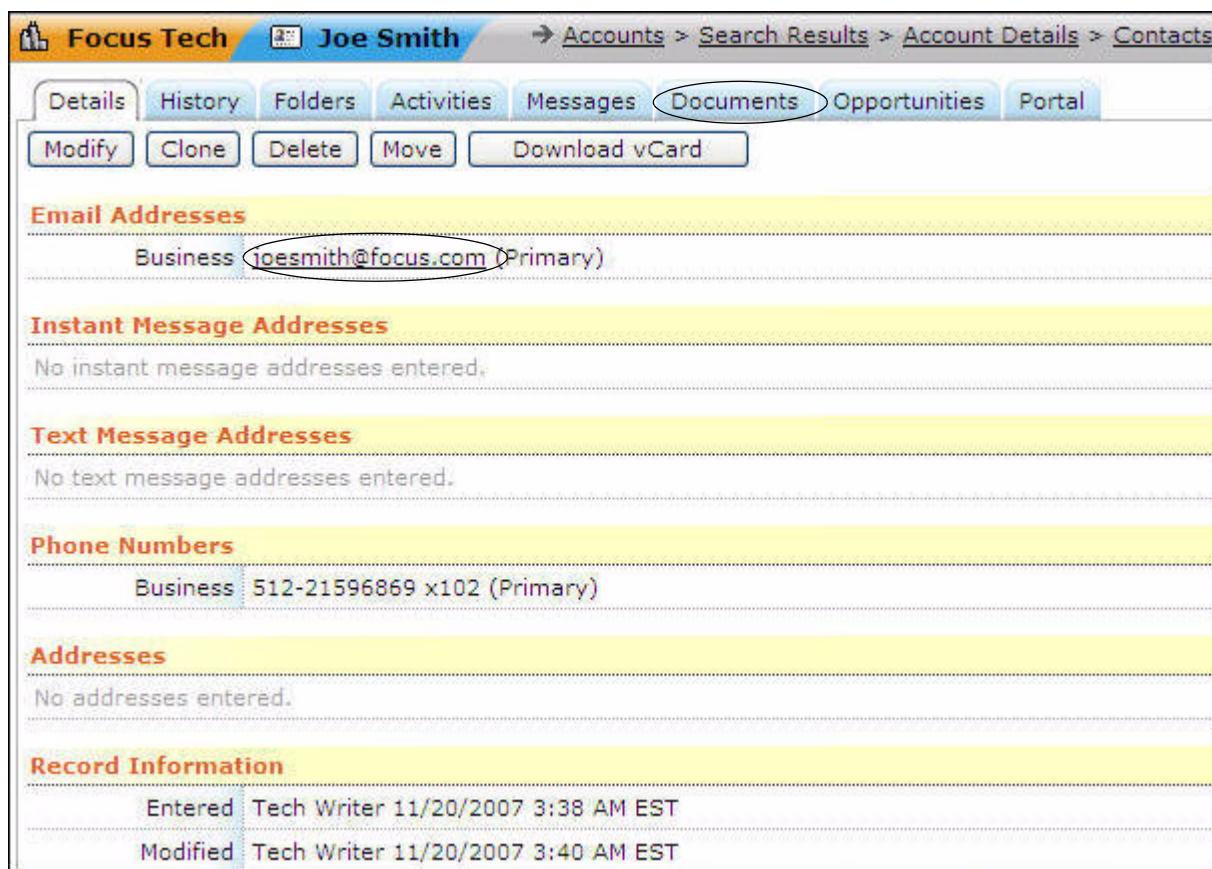 Focus Tech Joe Smith → Accounts > Search Results > Account Details > Contacts
Details History Folders Activities Messages Documents Opportunities Portal
Modify Clone Delete Move Download vCard
Email Addresses
Business joesmith@focus.com (Primary)
Instant Message Addresses
No instant message addresses entered.
Text Message Addresses
No text message addresses entered.
Phone Numbers
Business 512-21596869 x102 (Primary)
Addresses
No addresses entered.
Record Information
Entered Tech Writer 11/20/2007 3:38 AM EST
Modified Tech Writer 11/20/2007 3:40 AM EST